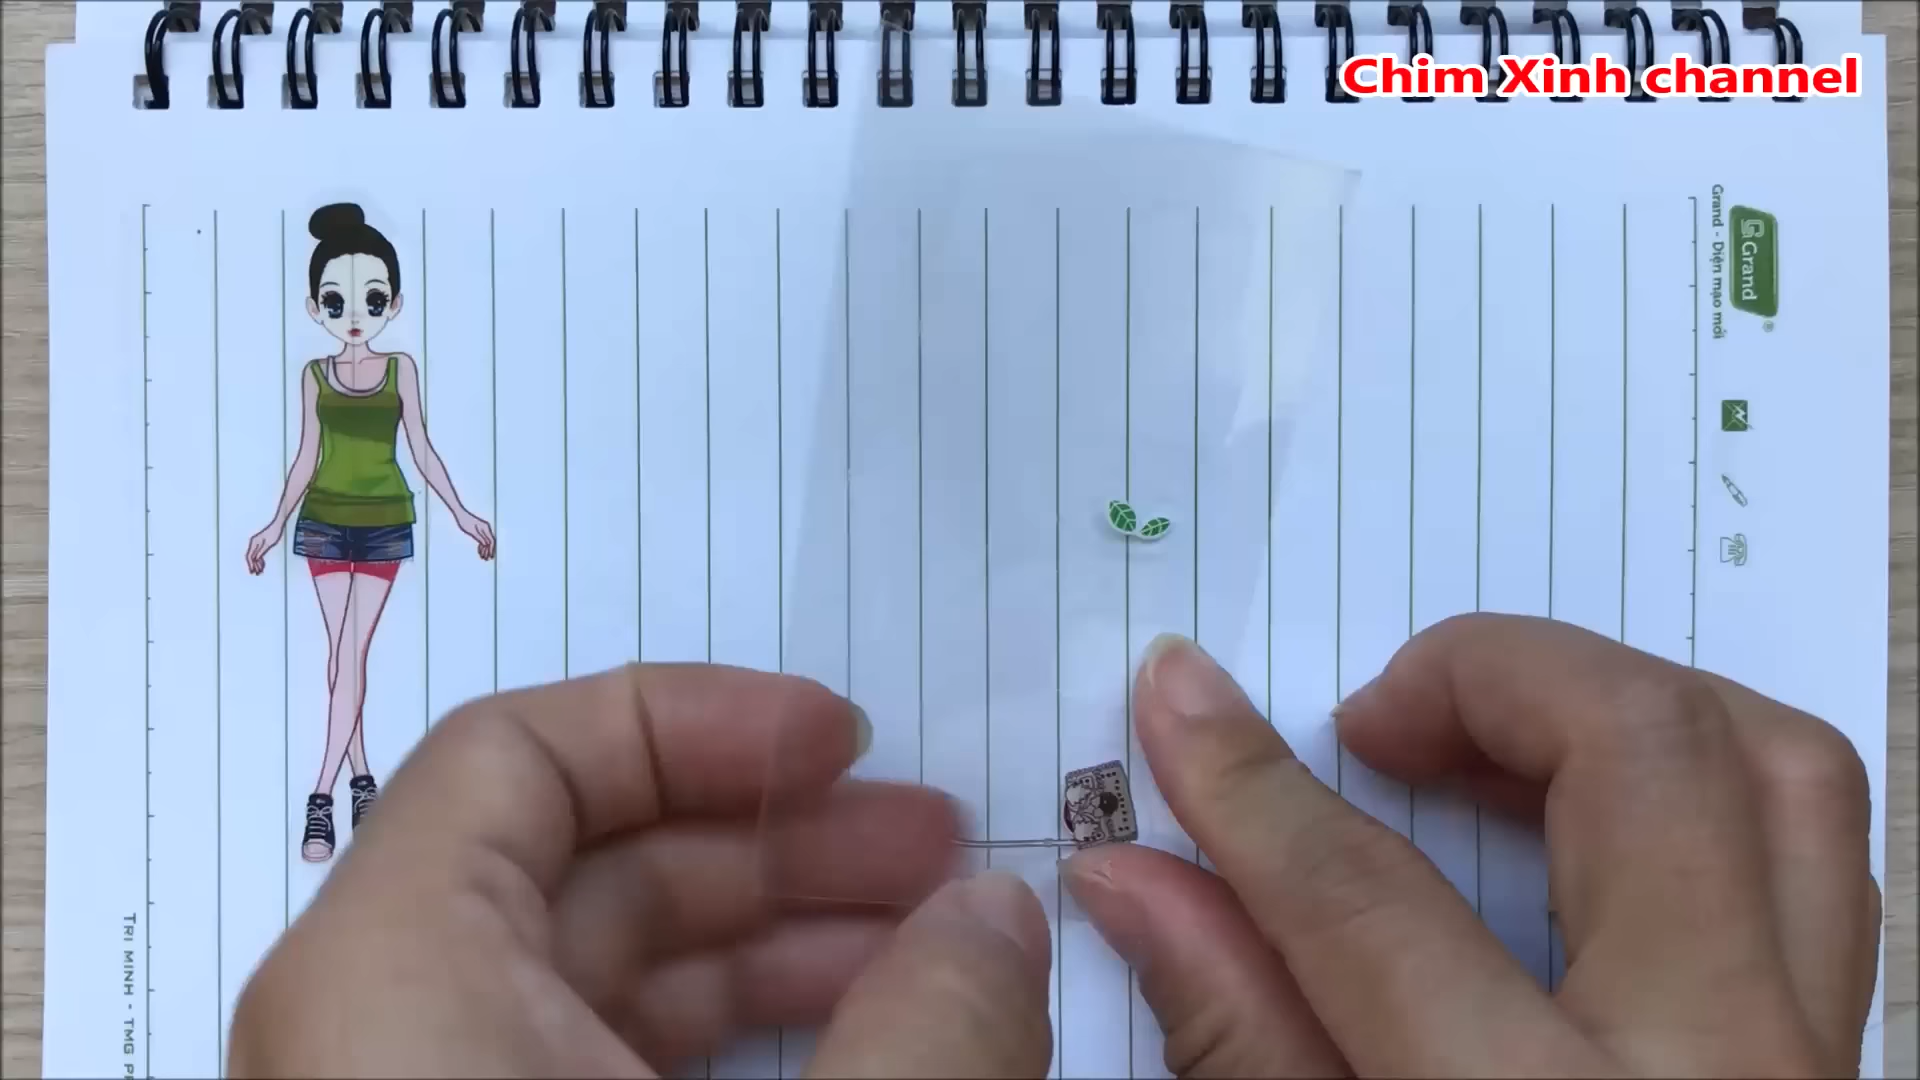 Chim Xinh channel
Grand
Grand - Diện mạo mới
TRI MINH - TMG